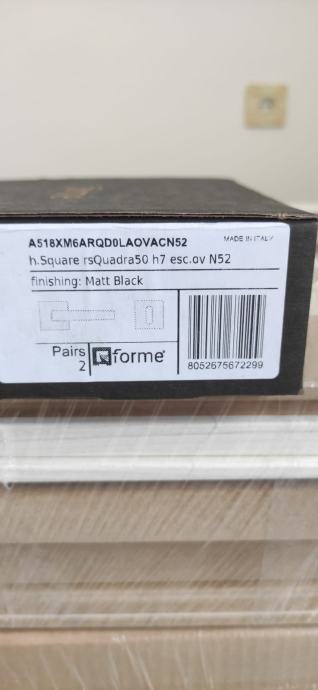 A518XM6ARQD0LAOVACN52
MADE IN ITALY
h.Square rsQuadra50 h7 esc.ov N52
finishing: Matt Black
Pairs
2
forme
8052675672299